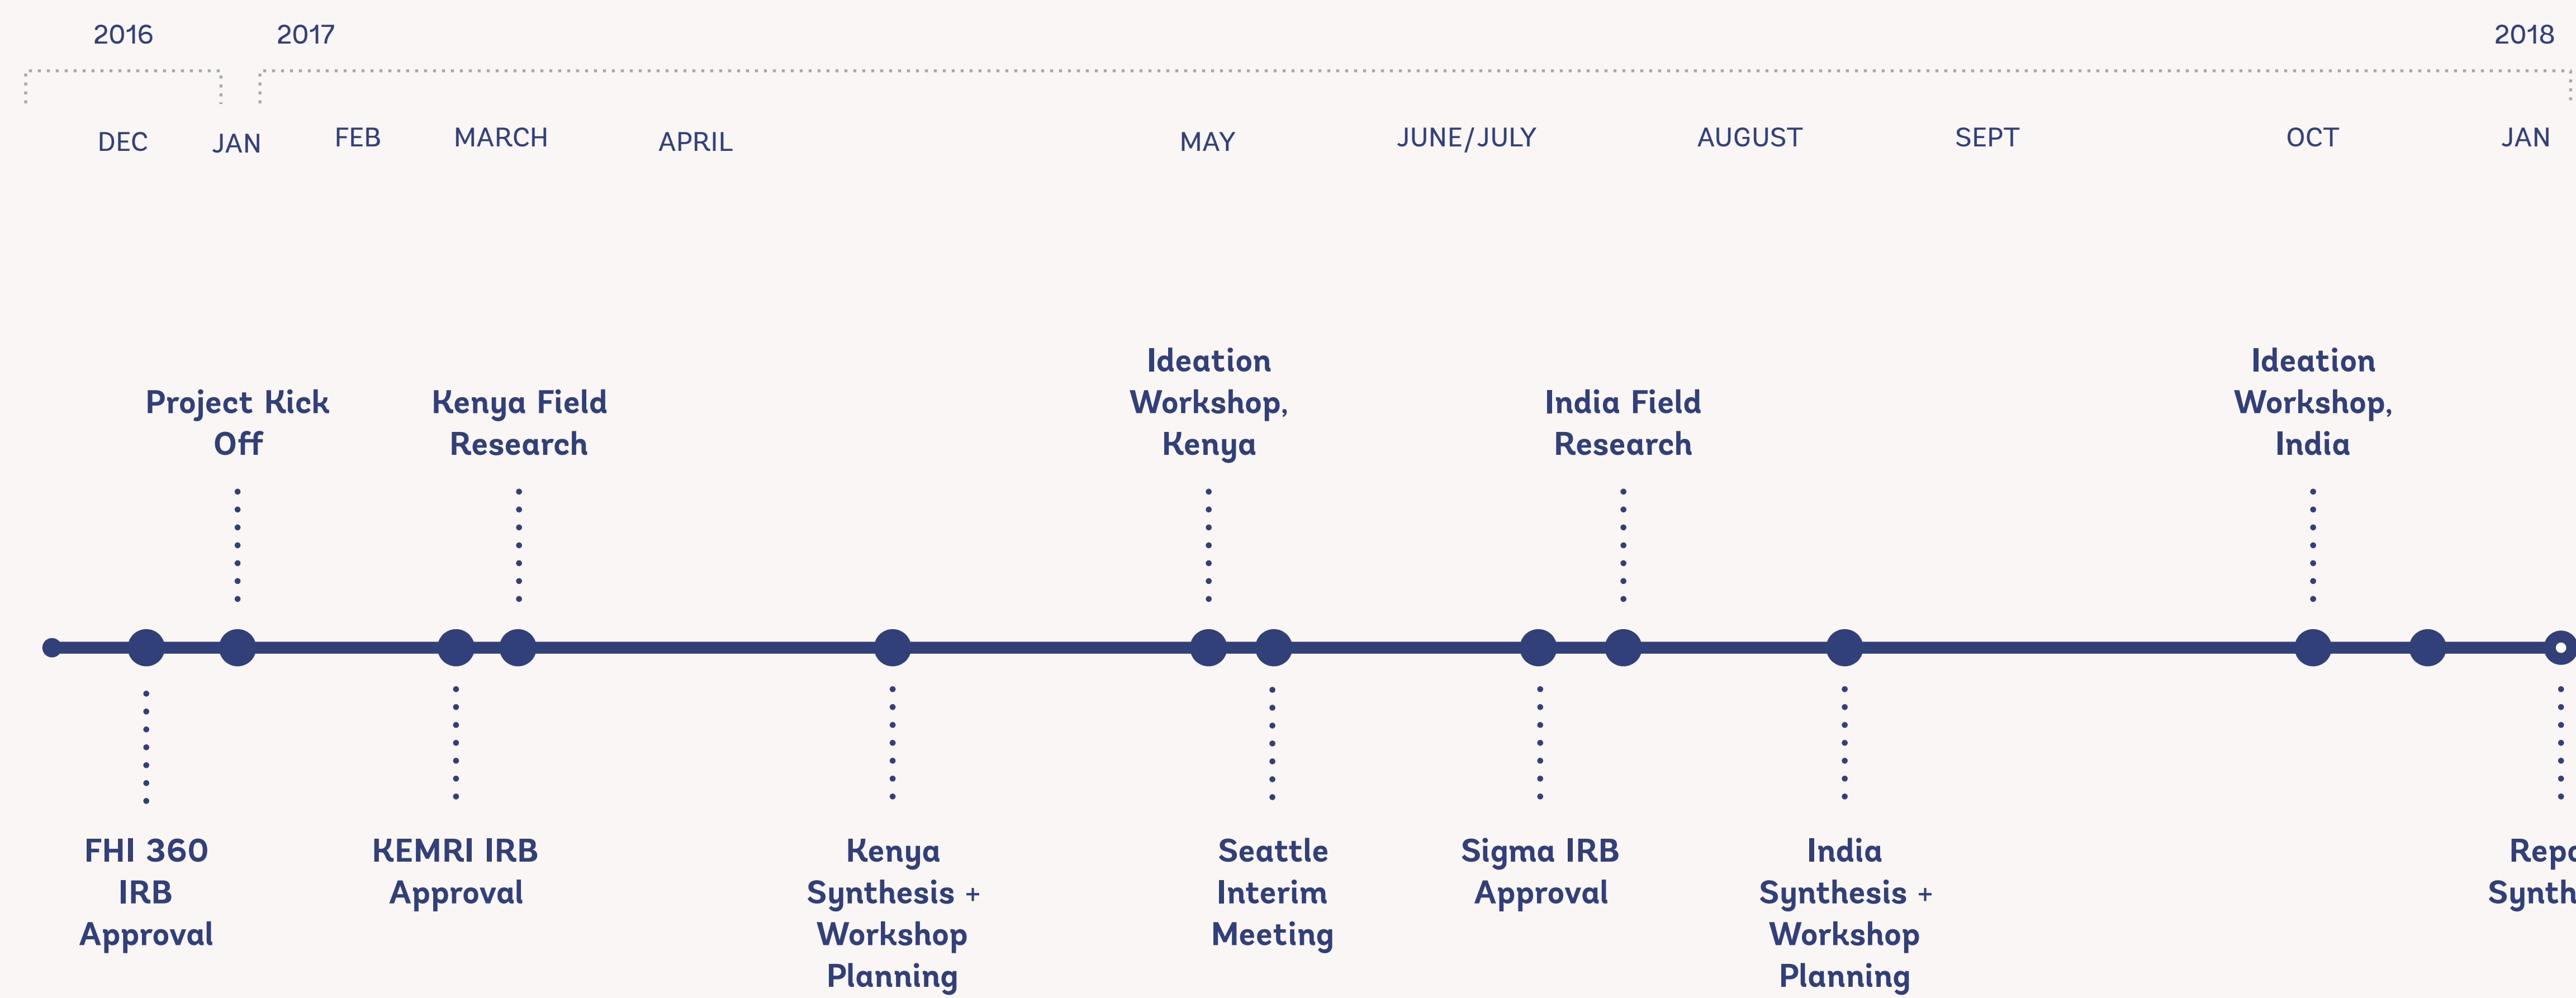 2016
2017
2018
DEC
JAN
FEB
MARCH
APRIL
MAY
JUNE/JULY
AUGUST
SEPT
OCT
JAN
Project Kick
Off
Kenya Field
Research
Ideation
Workshop,
Kenya
India Field
Research
Ideation
Workshop,
India
FHI 360
IRB
Approval
KEMRI IRB
Approval
Kenya
Synthesis +
Workshop
Planning
Seattle
Interim
Meeting
Sigma IRB
Approval
India
Synthesis +
Workshop
Planning